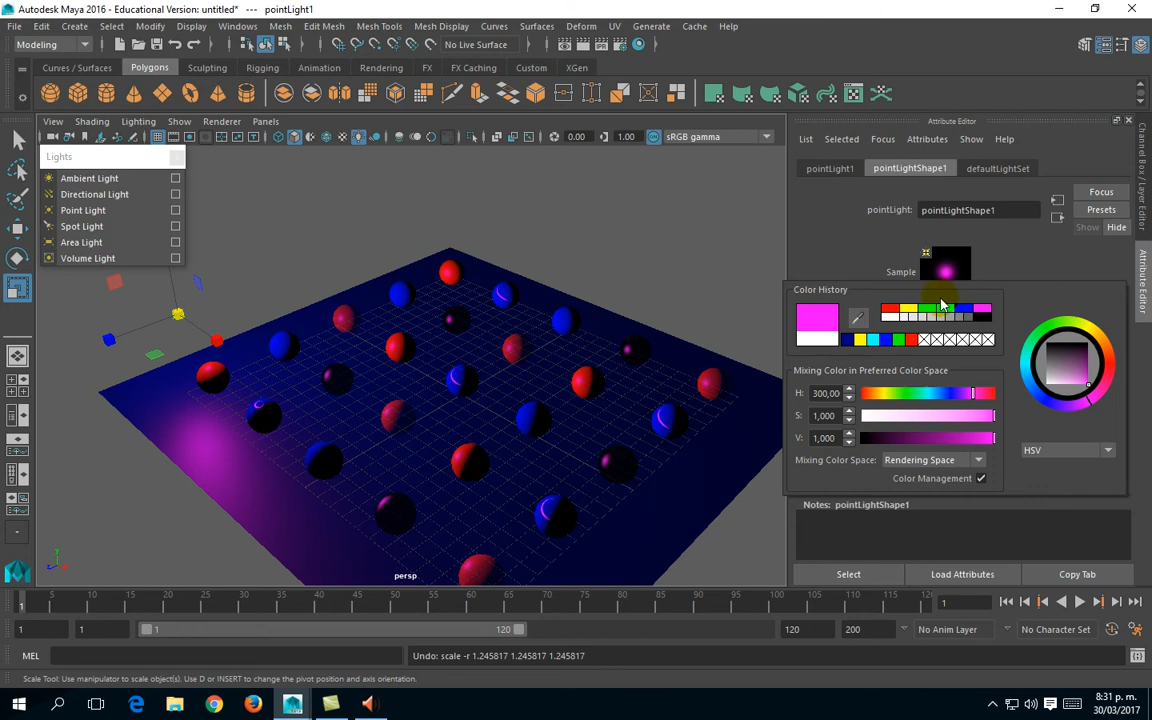 Autodesk Maya 2016 - Educational Version: untitled*   ---   pointLight1
File Edit Create Select Modify Display Windows Mesh Edit Mesh Mesh Tools Mesh Display Curves Surfaces Deform UV Generate Cache Help
Modeling
No Live Surface
Curves / Surfaces Polygons Sculpting Rigging Animation Rendering FX FX Caching Custom XGen
View Shading Lighting Show Renderer Panels
0.00 1.00 sRGB gamma
Lights
Ambient Light
Directional Light
Point Light
Spot Light
Area Light
Volume Light
persp
Attribute Editor
List Selected Focus Attributes Show Help
pointLight1 pointLightShape1 defaultLightSet
pointLight: pointLightShape1
Focus
Presets
Show Hide
Sample
Color History
Mixing Color in Preferred Color Space
H: 300,00
S: 1,000
V: 1,000
HSV
Mixing Color Space: Rendering Space
Color Management
Notes: pointLightShape1
Select Load Attributes Copy Tab
Channel Box / Layer Editor
Attribute Editor
1 5 10 15 20 25 30 35 40 45 50 55 60 65 70 75 80 85 90 95 100 105 110 115 12
1
1 1 1 120 120 200 No Anim Layer No Character Set
MEL
Undo: scale -r 1.245817 1.245817 1.245817
Scale Tool: Use manipulator to scale object(s). Use D or INSERT to change the pivot position and axis orientation.
8:31 p. m.
30/03/2017